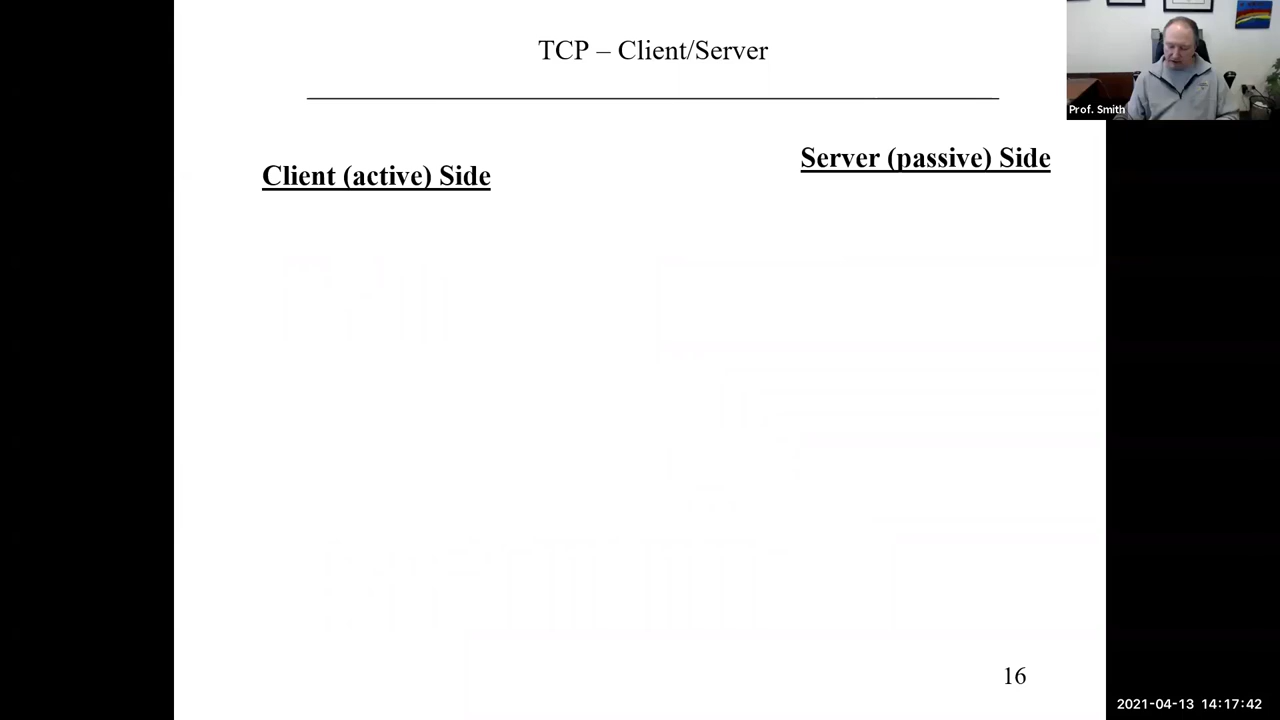 TCP – Client/Server
Prof. Smith
Server (passive) Side
Client (active) Side
16
2021-04-13 14:17:42